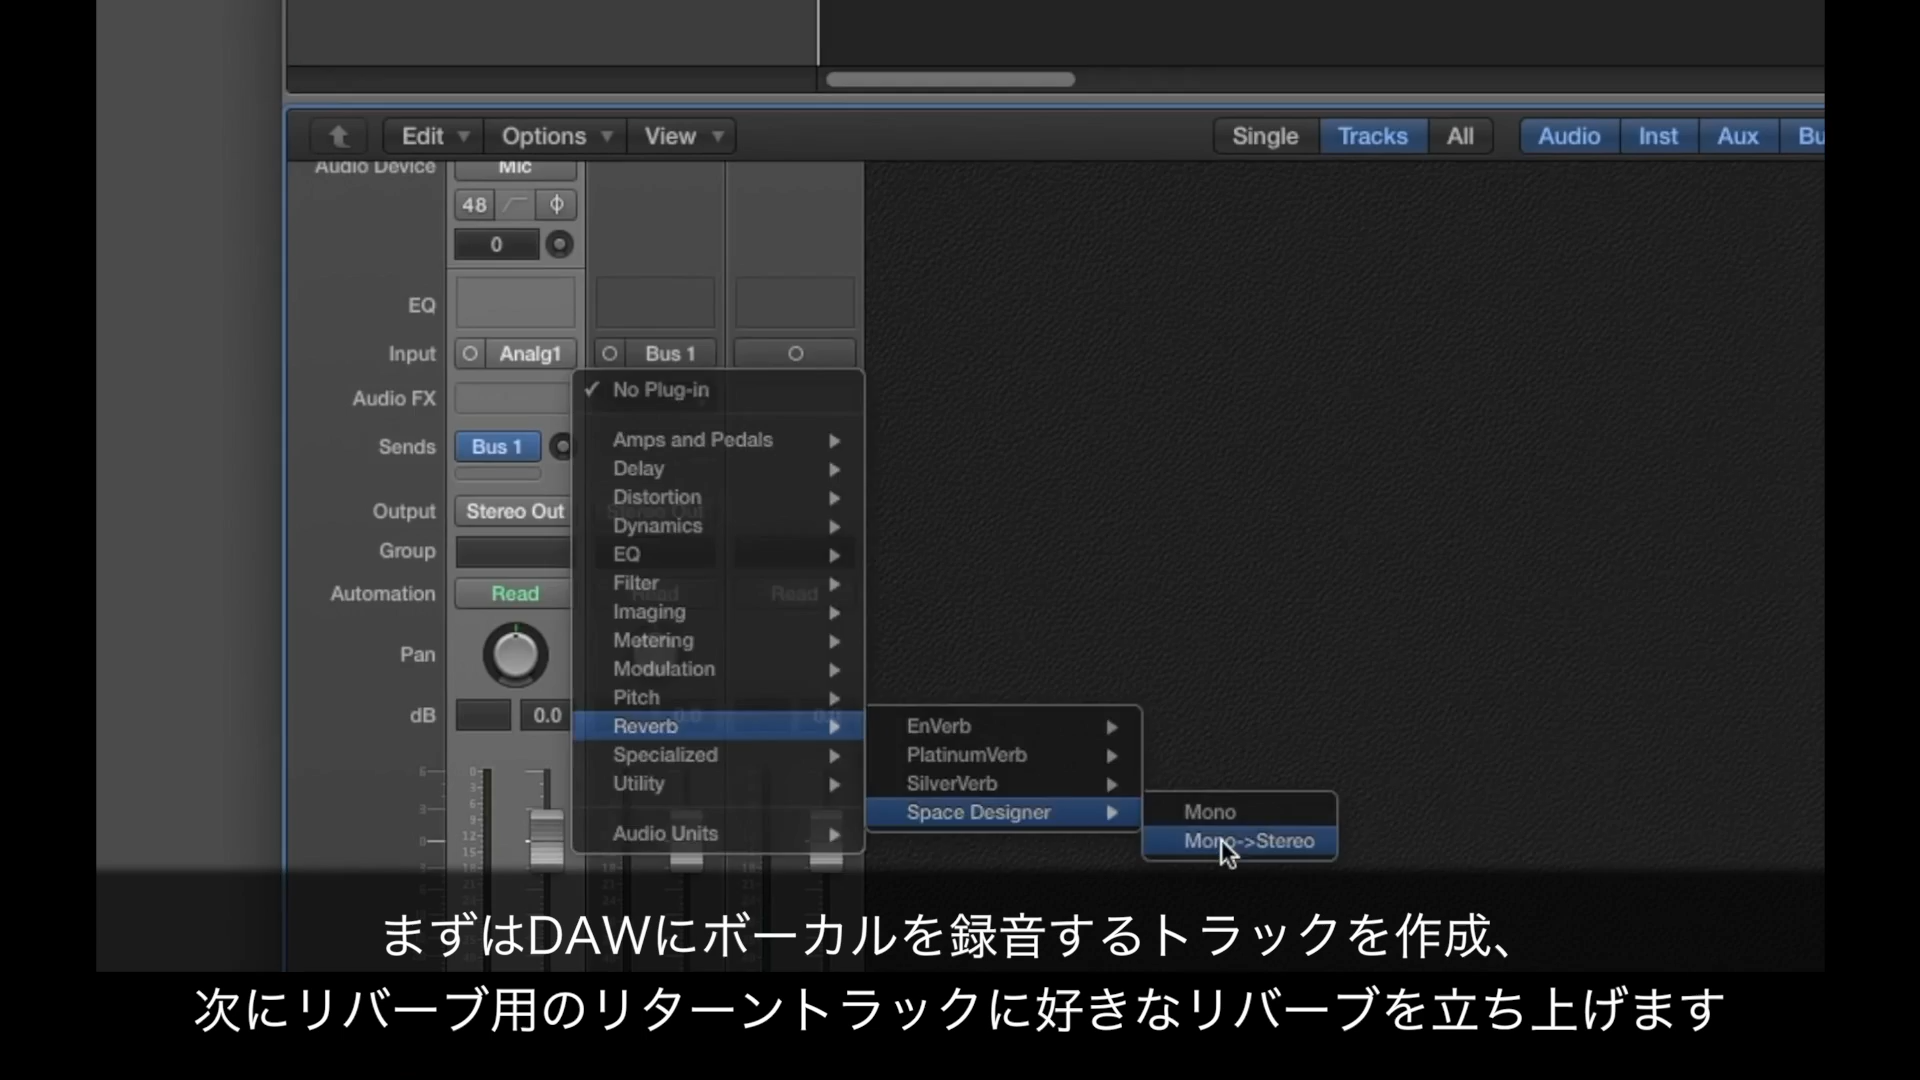 Edit Options View Single Tracks All Audio Inst Aux Bu
Audio Device Mic
48
0
EQ
Input Analg1 Bus 1
Audio FX
Sends Bus 1
Output Stereo Out
Group
Automation Read Read
Pan
dB 0.0
✓ No Plug-in
Amps and Pedals
Delay
Distortion
Dynamics
EQ
Filter
Imaging
Metering
Modulation
Pitch
Reverb
Specialized
Utility
Audio Units
EnVerb
PlatinumVerb
SilverVerb
Space Designer
Mono
Mono->Stereo
まずはDAWにボーカルを録音するトラックを作成、
次にリバーブ用のリターントラックに好きなリバーブを立ち上げます